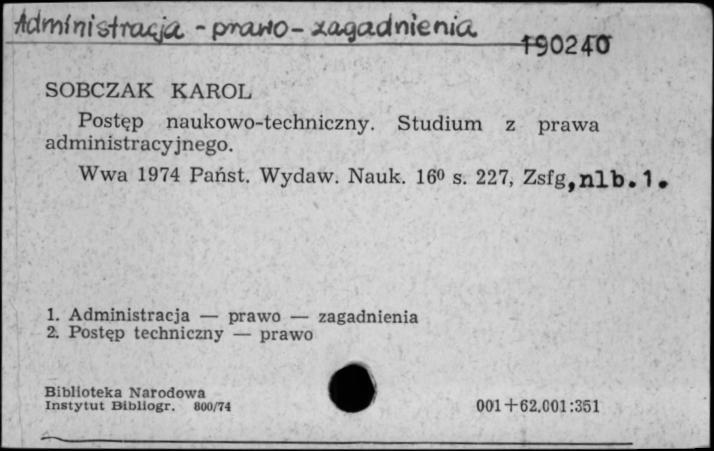 Administracja - prawo - zagadnienia
190240
SOBCZAK KAROL
Postęp naukowo-techniczny. Studium z prawa
administracyjnego.
Wwa 1974 Państ. Wydaw. Nauk. 16⁰ s. 227, Zsfg, nlb. 1.
1. Administracja — prawo — zagadnienia
2. Postęp techniczny — prawo
Biblioteka Narodowa
Instytut Bibliogr. 800/74
001+62.001:351